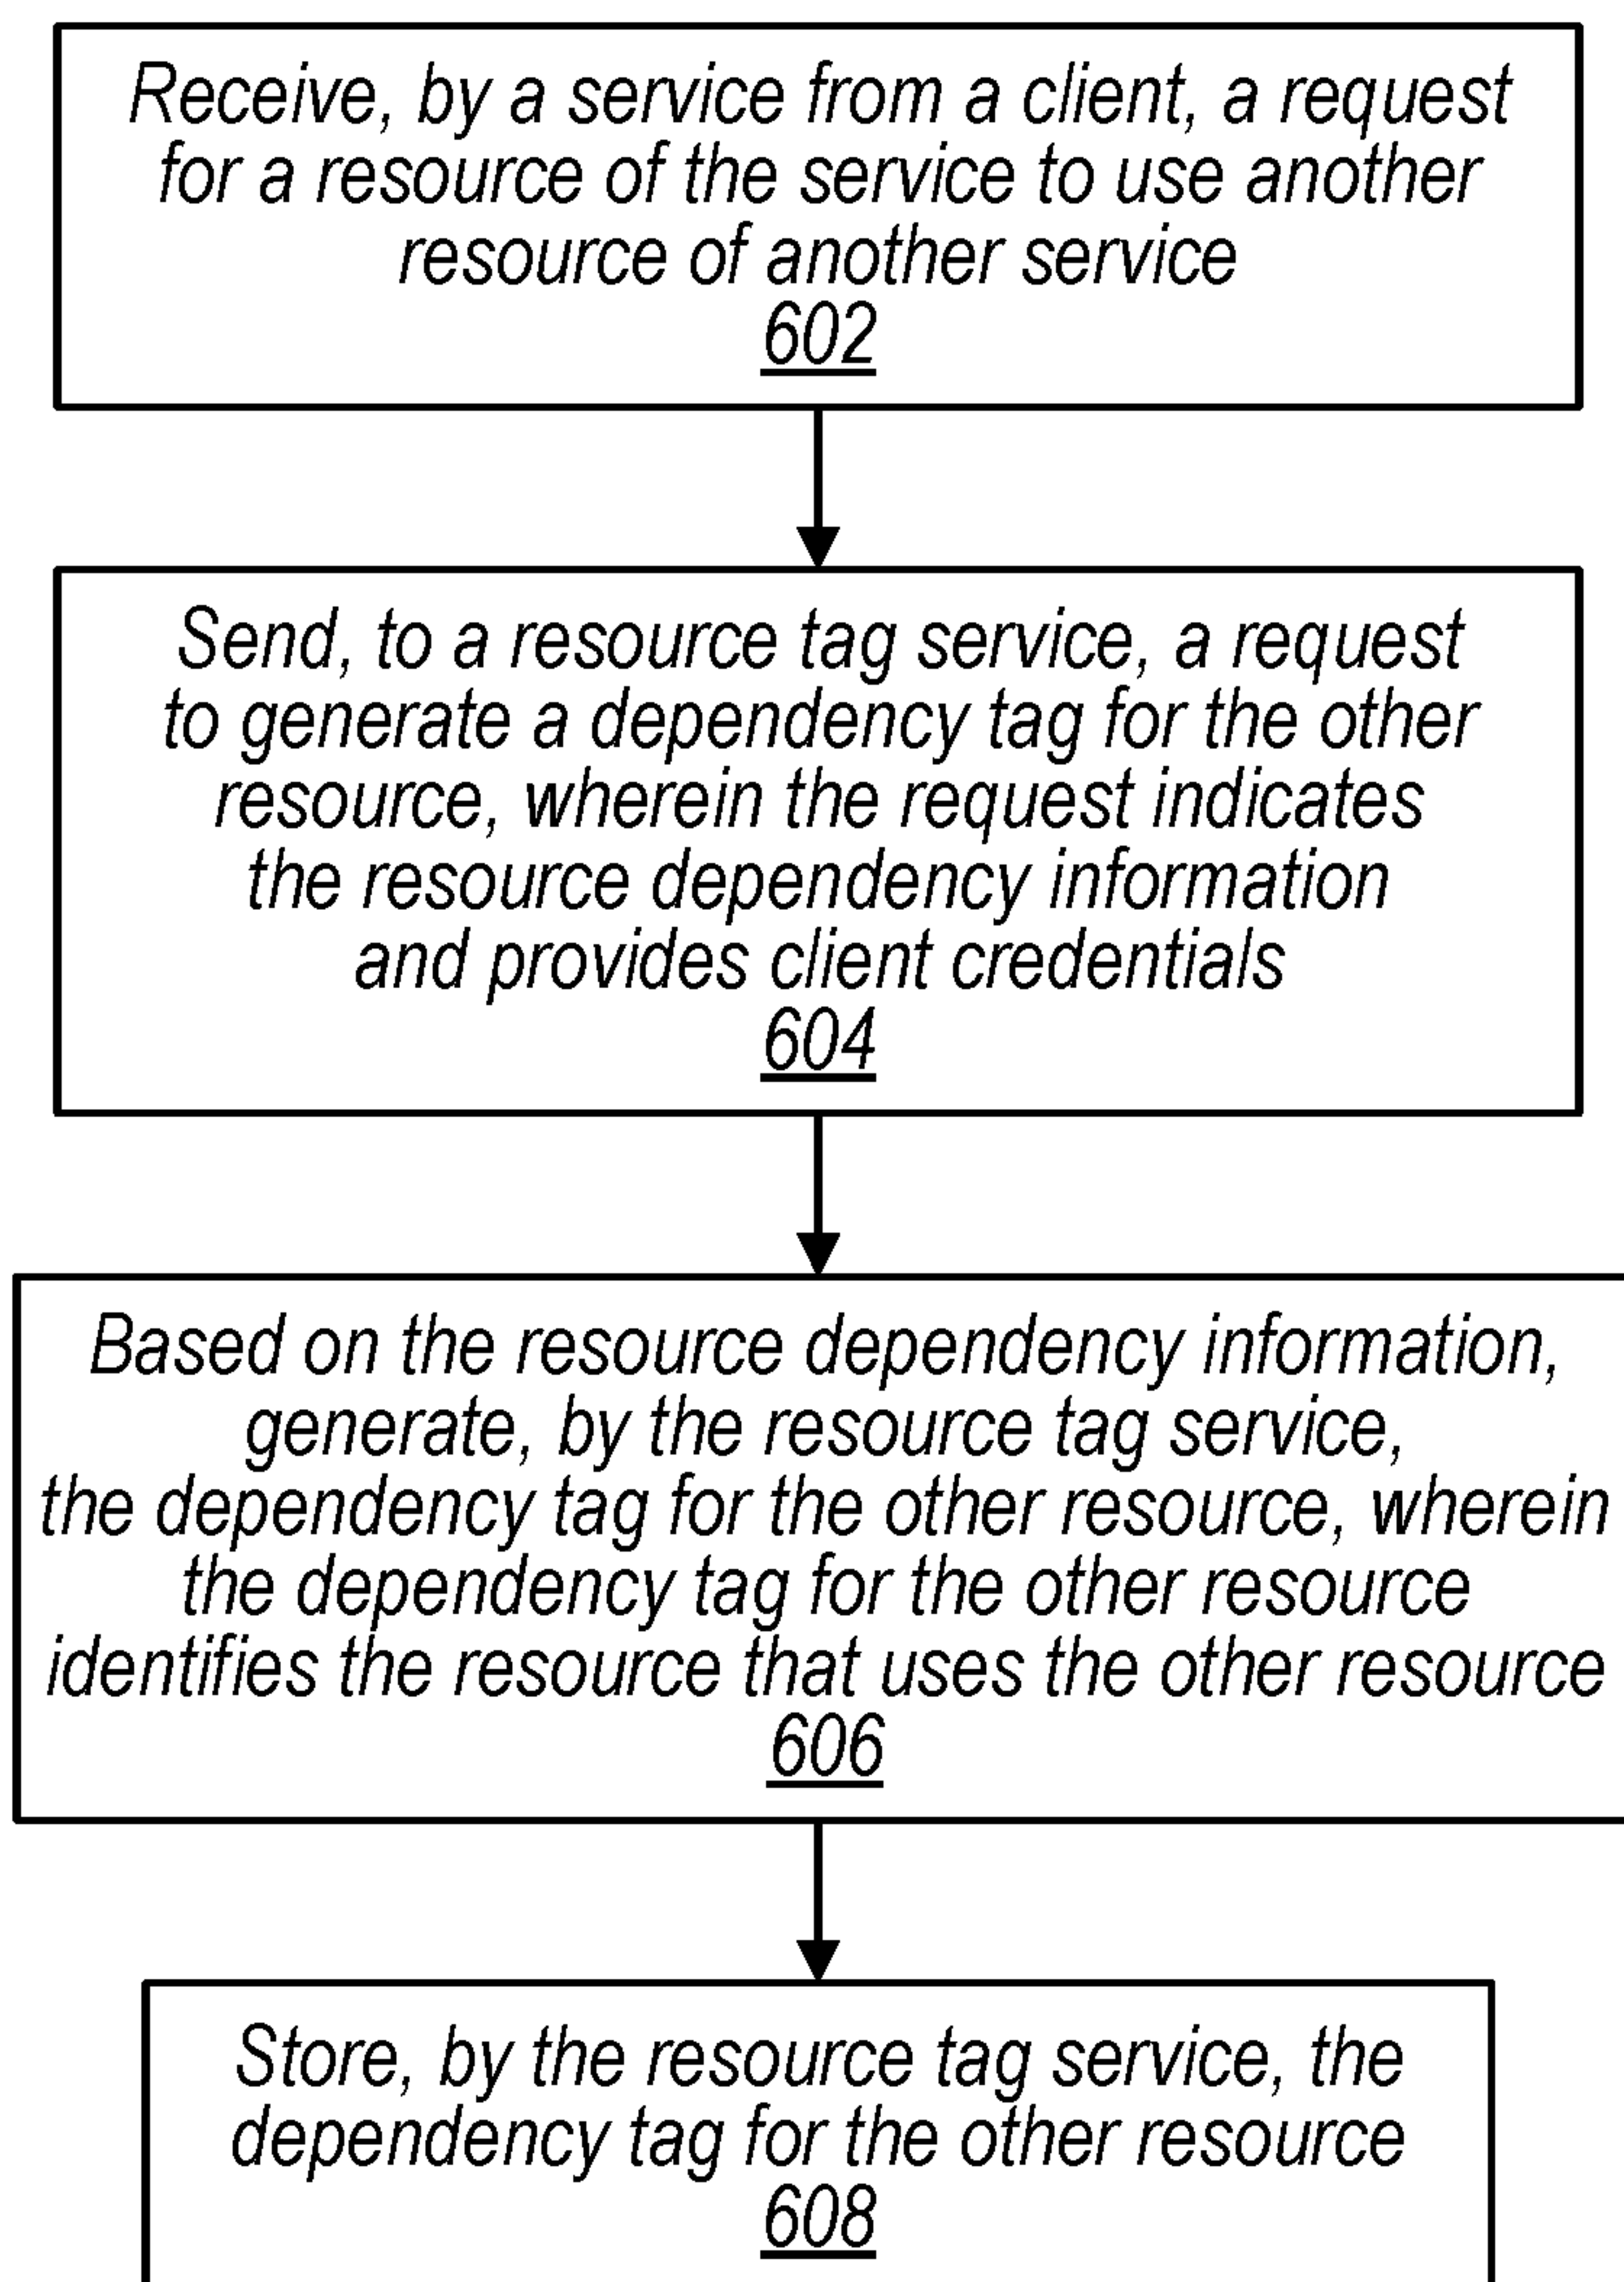 Receive, by a service from a client, a request
for a resource of the service to use another
resource of another service
602
Send, to a resource tag service, a request
to generate a dependency tag for the other
resource, wherein the request indicates
the resource dependency information
and provides client credentials
604
Based on the resource dependency information,
generate, by the resource tag service,
the dependency tag for the other resource, wherein
the dependency tag for the other resource
identifies the resource that uses the other resource
606
Store, by the resource tag service, the
dependency tag for the other resource
608